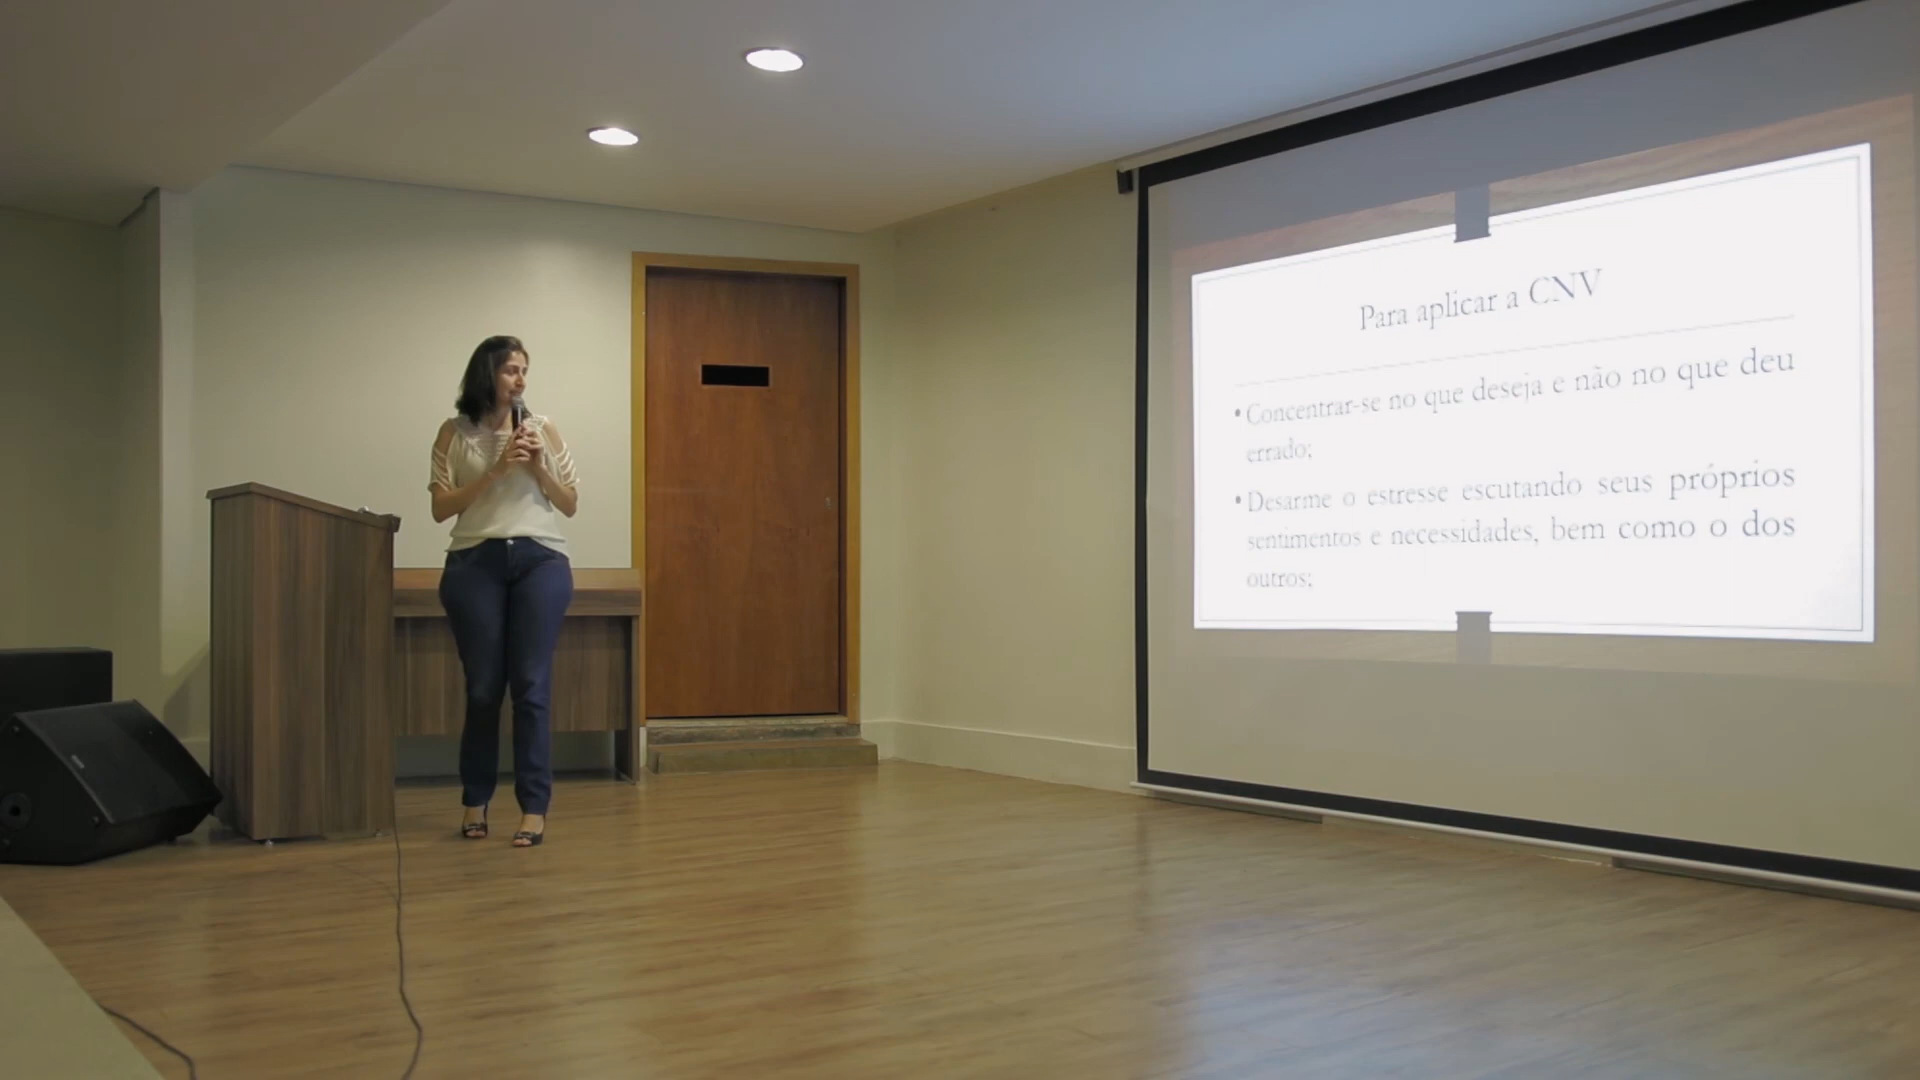 Para aplicar a CNV
• Concentrar-se no que deseja e não no que deu
errado;
• Desarme o estresse escutando seus próprios
sentimentos e necessidades, bem como o dos
outros;